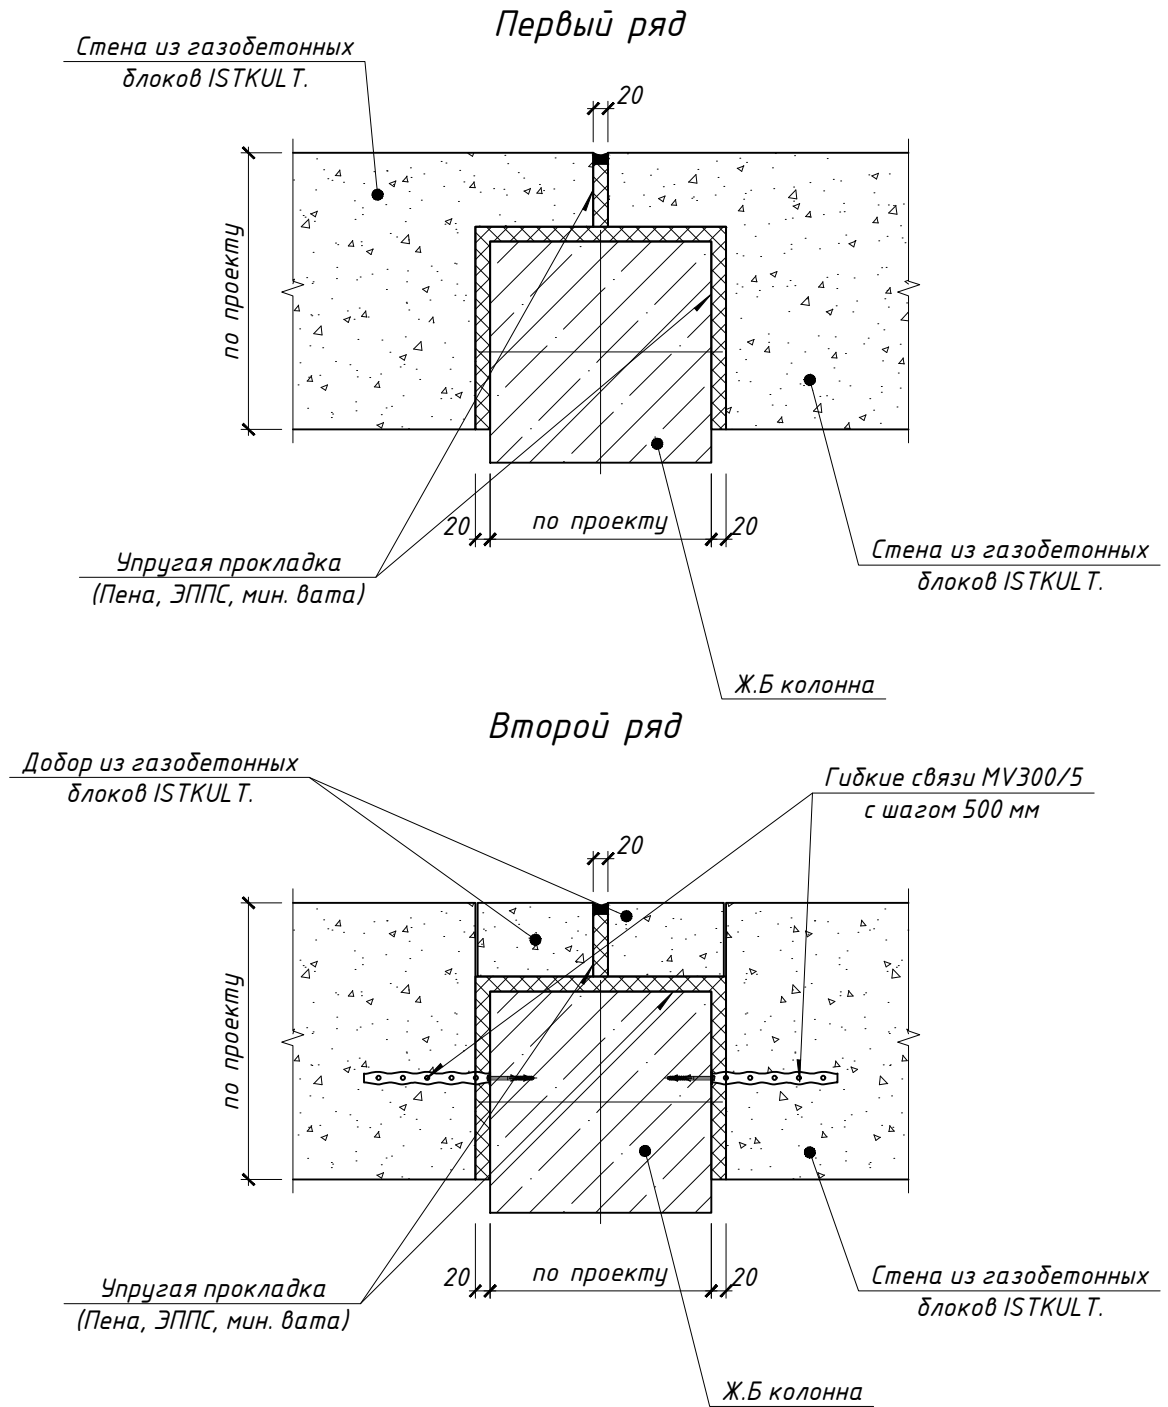 Первый ряд
Стена из газобетонных
блоков ISTKULT.
20
по проекту
20
по проекту
20
Упругая прокладка
(Пена, ЭППС, мин. вата)
Стена из газобетонных
блоков ISTKULT.
Ж.Б колонна
Второй ряд
Добор из газобетонных
блоков ISTKULT.
Гибкие связи MV300/5
с шагом 500 мм
20
по проекту
20
по проекту
20
Упругая прокладка
(Пена, ЭППС, мин. вата)
Стена из газобетонных
блоков ISTKULT.
Ж.Б колонна